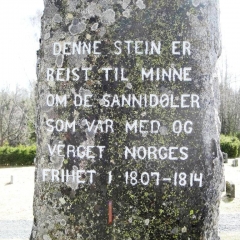 DENNE STEIN ER
REIST TIL MINNE
OM DE SANNIDØLER
SOM VAR MED OG
VERGET NORGES
FRIHET I 1807-1814